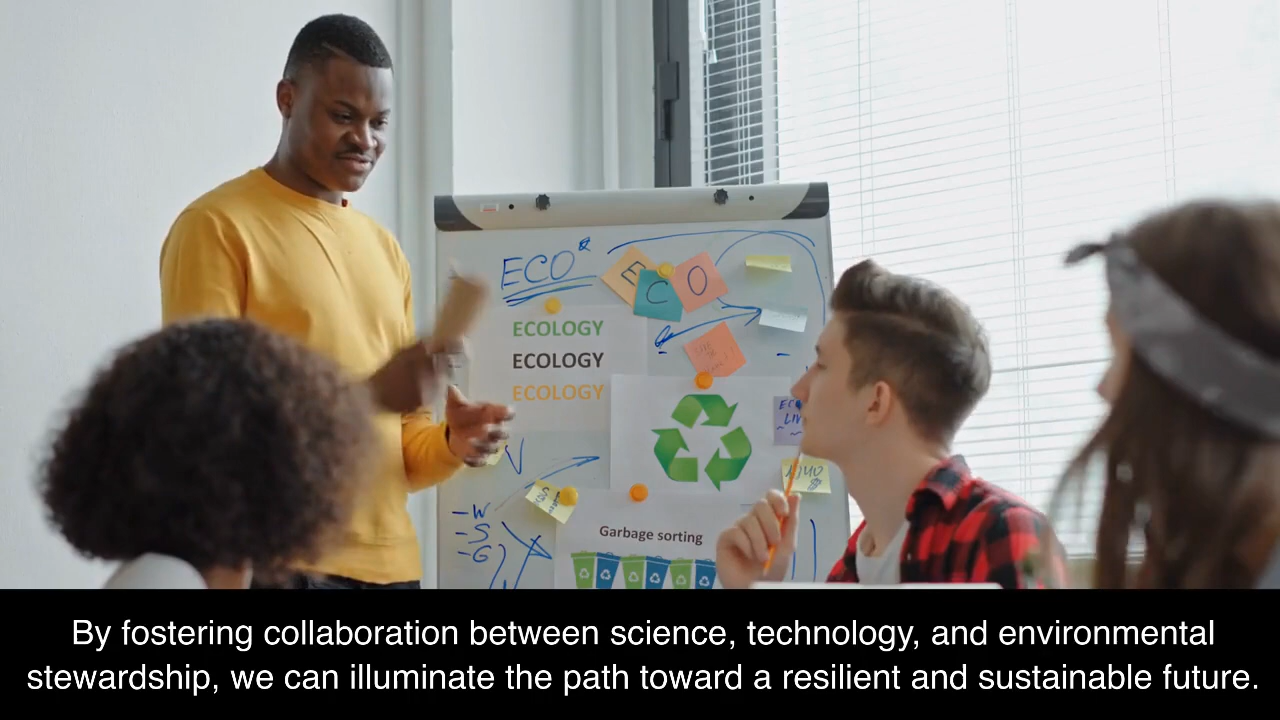 ECO
E
C
O
ECOLOGY
ECOLOGY
ECOLOGY
-W
-S
-G
Garbage sorting
By fostering collaboration between science, technology, and environmental
stewardship, we can illuminate the path toward a resilient and sustainable future.